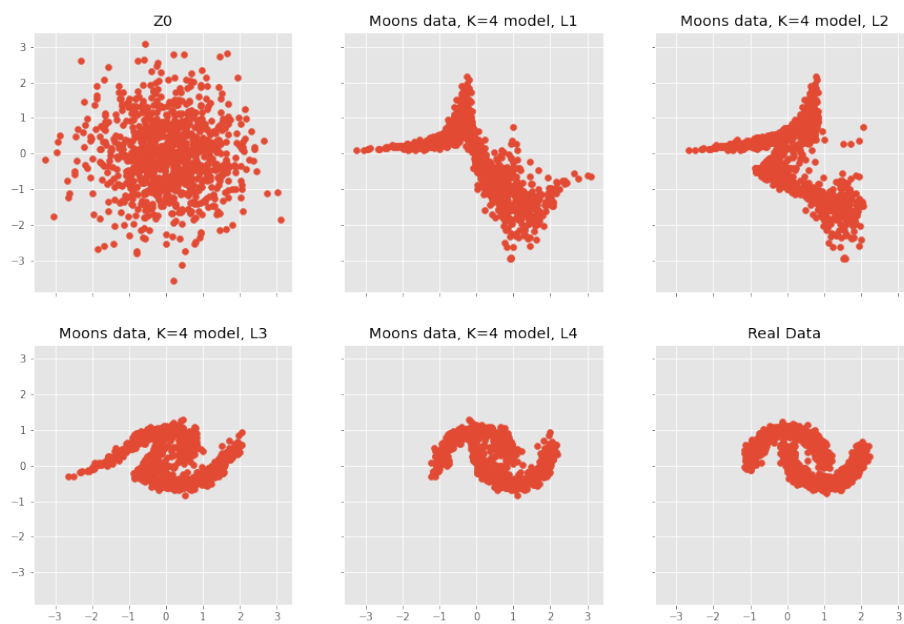 Z0
Moons data, K=4 model, L1
Moons data, K=4 model, L2
3
2
1
0
−1
−2
−3
Moons data, K=4 model, L3
Moons data, K=4 model, L4
Real Data
3
2
1
0
−1
−2
−3
−3 −2 −1 0 1 2 3
−3 −2 −1 0 1 2 3
−3 −2 −1 0 1 2 3